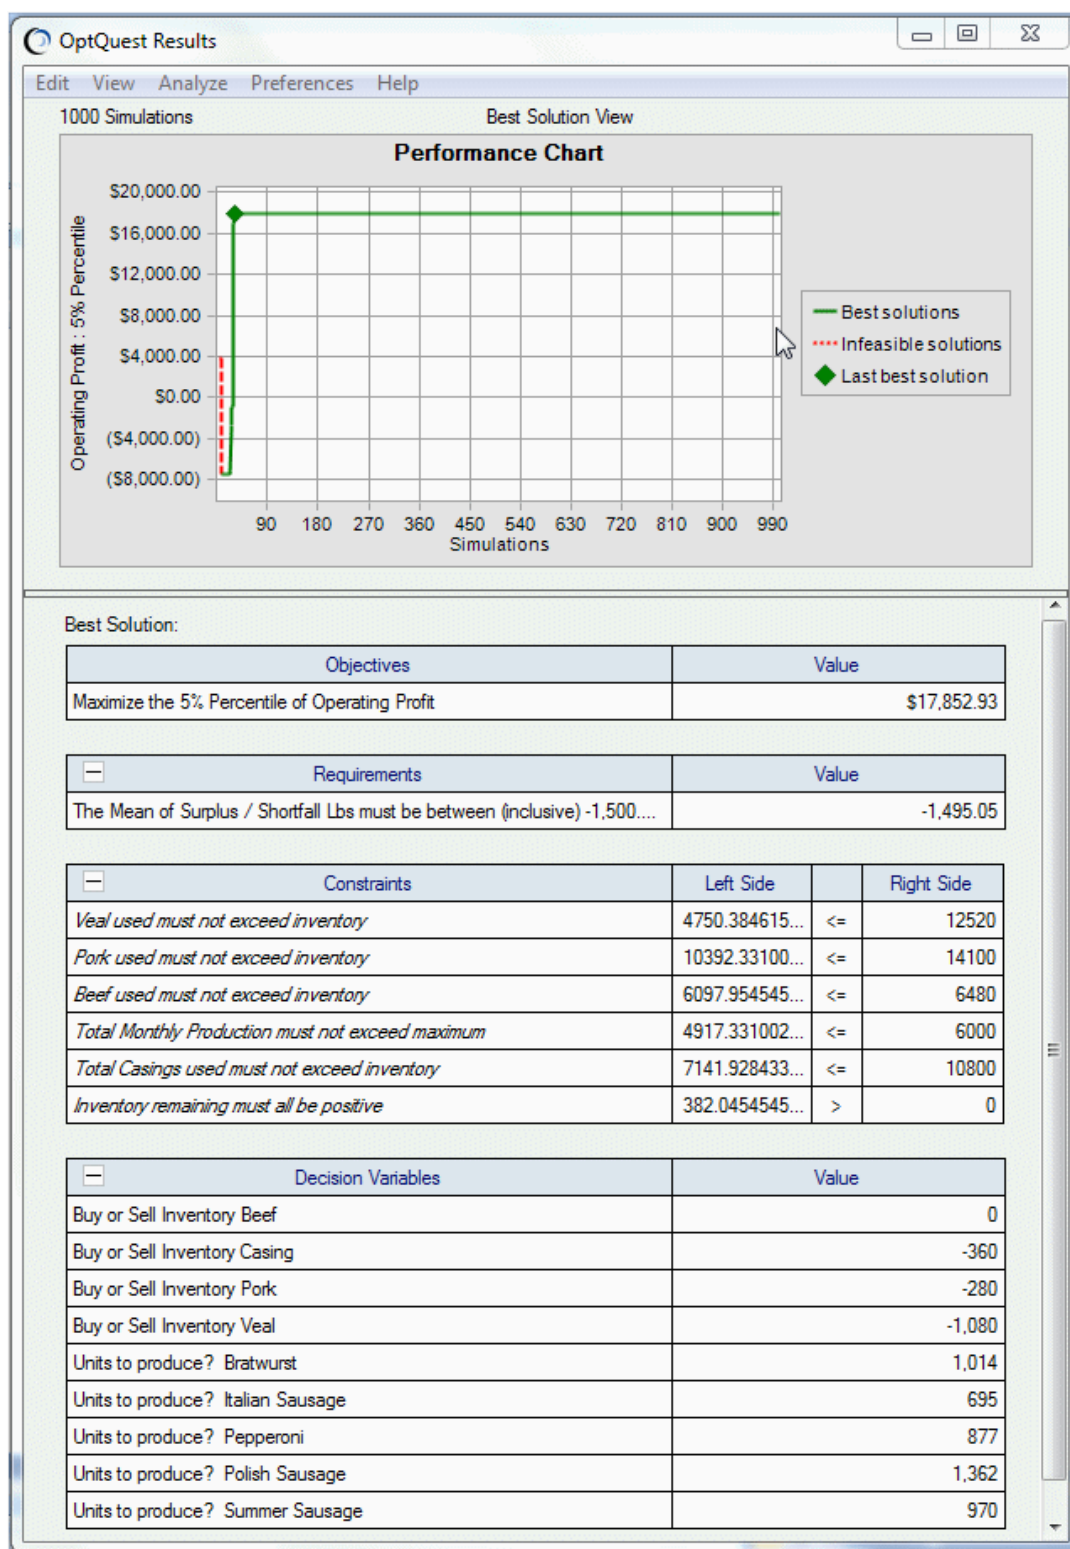 OptQuest Results
Edit View Analyze Preferences Help
1000 Simulations Best Solution View
Performance Chart
Operating Profit : 5% Percentile
$20,000.00
$16,000.00
$12,000.00
$8,000.00
$4,000.00
$0.00
($4,000.00)
($8,000.00)
90 180 270 360 450 540 630 720 810 900 990
Simulations
Best solutions
Infeasible solutions
Last best solution
Best Solution:
Objectives Value
Maximize the 5% Percentile of Operating Profit $17,852.93
Requirements Value
The Mean of Surplus / Shortfall Lbs must be between (inclusive) -1,500.... -1,495.05
Constraints Left Side Right Side
Veal used must not exceed inventory 4750.384615... <= 12520
Pork used must not exceed inventory 10392.33100... <= 14100
Beef used must not exceed inventory 6097.954545... <= 6480
Total Monthly Production must not exceed maximum 4917.331002... <= 6000
Total Casings used must not exceed inventory 7141.928433... <= 10800
Inventory remaining must all be positive 382.0454545... > 0
Decision Variables Value
Buy or Sell Inventory Beef 0
Buy or Sell Inventory Casing -360
Buy or Sell Inventory Pork -280
Buy or Sell Inventory Veal -1,080
Units to produce? Bratwurst 1,014
Units to produce? Italian Sausage 695
Units to produce? Pepperoni 877
Units to produce? Polish Sausage 1,362
Units to produce? Summer Sausage 970